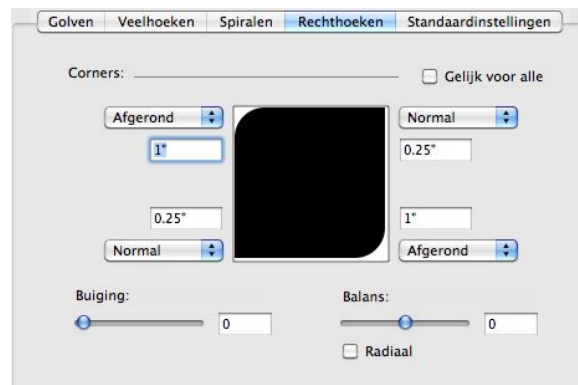 Golven Veelhoeken Spiralen Rechthoeken Standaardinstellingen
Corners: Gelijk voor alle
Afgerond Normal
1" 0.25"
0.25" 1"
Normal Afgerond
Buiging: Balans:
0 0
Radiaal